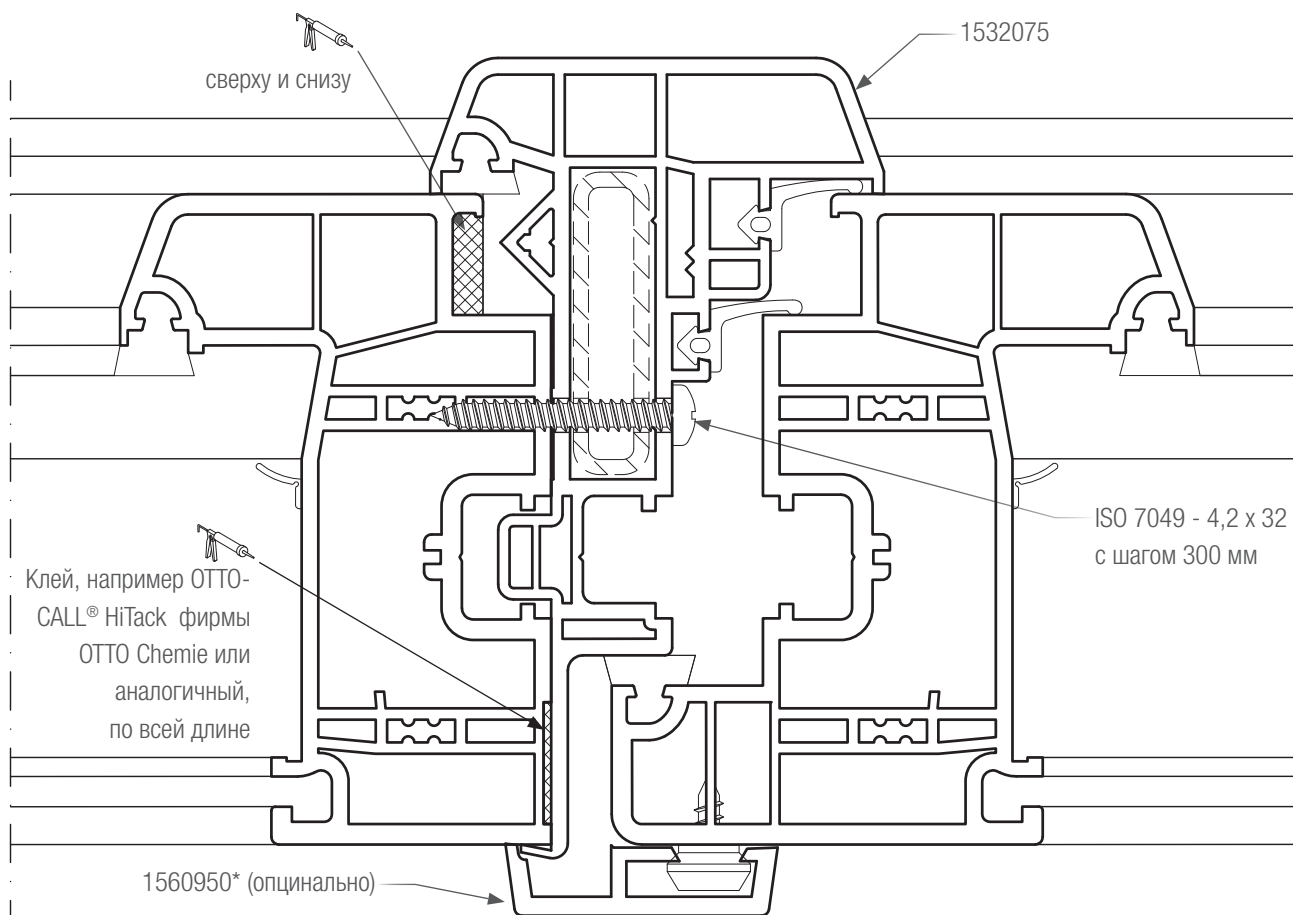 1532075
сверху и снизу
ISO 7049 - 4,2 x 32
с шагом 300 мм
Клей, например OTTO-
CALL® HiTack фирмы
OTTO Chemie или
аналогичный,
по всей длине
1560950* (опцинально)